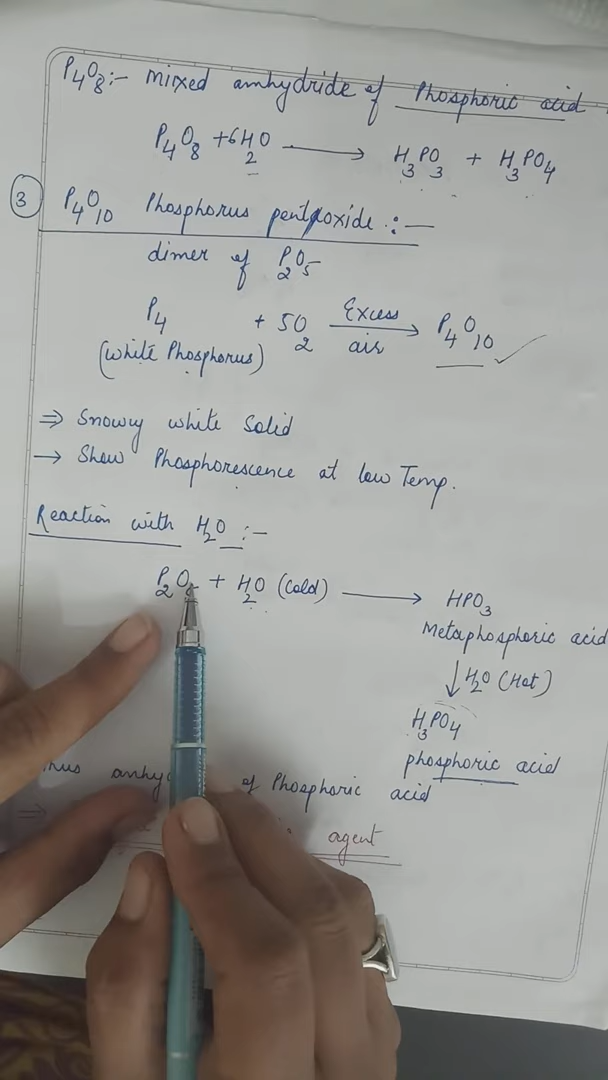 P4O8:- Mixed anhydride of Phosphoric acid
P4O8 + 6H2O ⟶ H3PO3 + H3PO4
③ P4O10 Phosphorus pentoxide :-
dimer of P2O5
P4 + 5O2 Excess air ⟶ P4O10 ✓
(White Phosphorus)
⇒ Snowy white Solid
→ Show Phosphorescence at low Temp.
Reaction with H2O :-
P2O5 + H2O (Cold) ⟶ HPO3
Metaphosphoric acid
↓ H2O (Hot)
H3PO4
phosphoric acid
of Phosphoric acid
⇒ agent